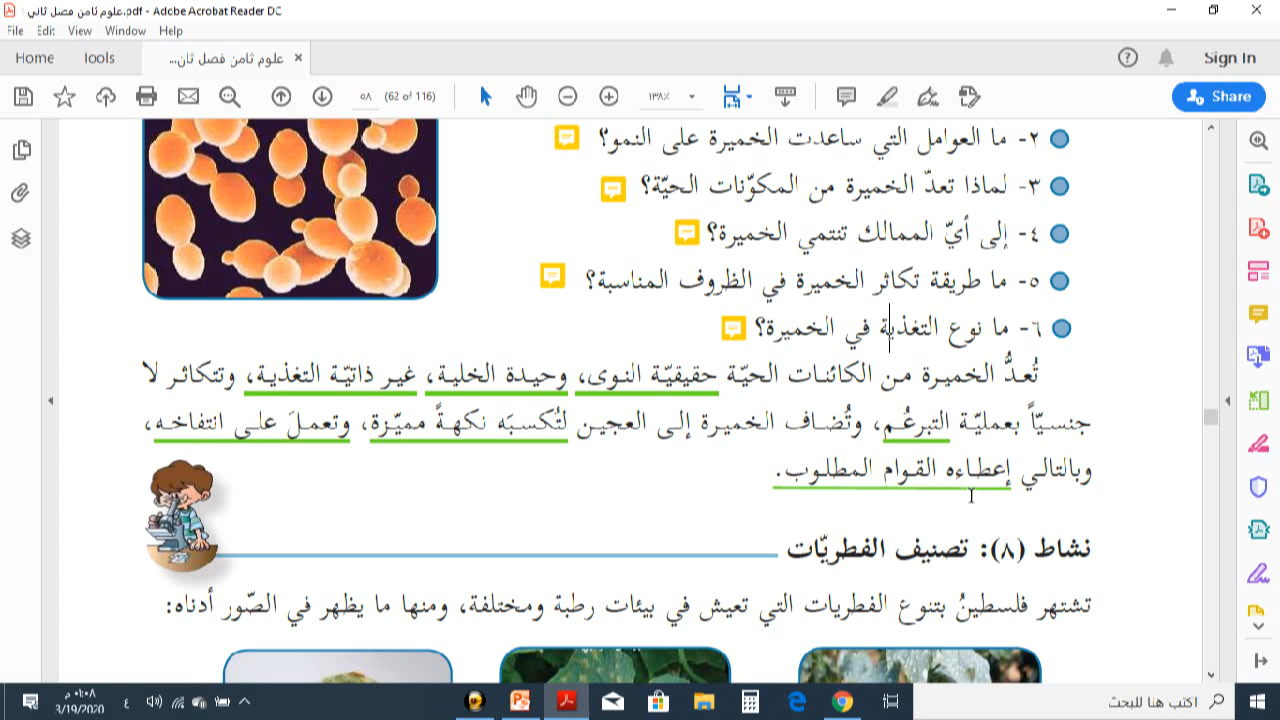 علوم ثامن فصل ثاني.pdf - Adobe Acrobat Reader DC
File Edit View Window Help
Home Tools علوم ثامن فصل ثان... Sign In
٥٨ (62 of 116) ١٣٨٪ Share
٢- ما العوامل التي ساعدت الخميرة على النمو؟
٣- لماذا تعدّ الخميرة من المكوّنات الحيّة؟
٤- إلى أيّ الممالك تنتمي الخميرة؟
٥- ما طريقة تكاثر الخميرة في الظروف المناسبة؟
٦- ما نوع التغذية في الخميرة؟
تُعدُّ الخميرة من الكائنات الحيّة حقيقيّة النوى، وحيدة الخلية، غير ذاتيّة التغذية، وتتكاثر لا
جنسيّاً بعمليّة التبرعُم، وتُضاف الخميرة إلى العجين لتُكسبَه نكهةً مميّزة، وتعملَ على انتفاخه،
وبالتالي إعطاءه القوام المطلوب.
نشاط (٨): تصنيف الفطريّات
تشتهر فلسطينُ بتنوع الفطريات التي تعيش في بيئات رطبة ومختلفة، ومنها ما يظهر في الصّور أدناه:
اكتب هنا للبحث
ع
٠١:٠٨ م
3/19/2020